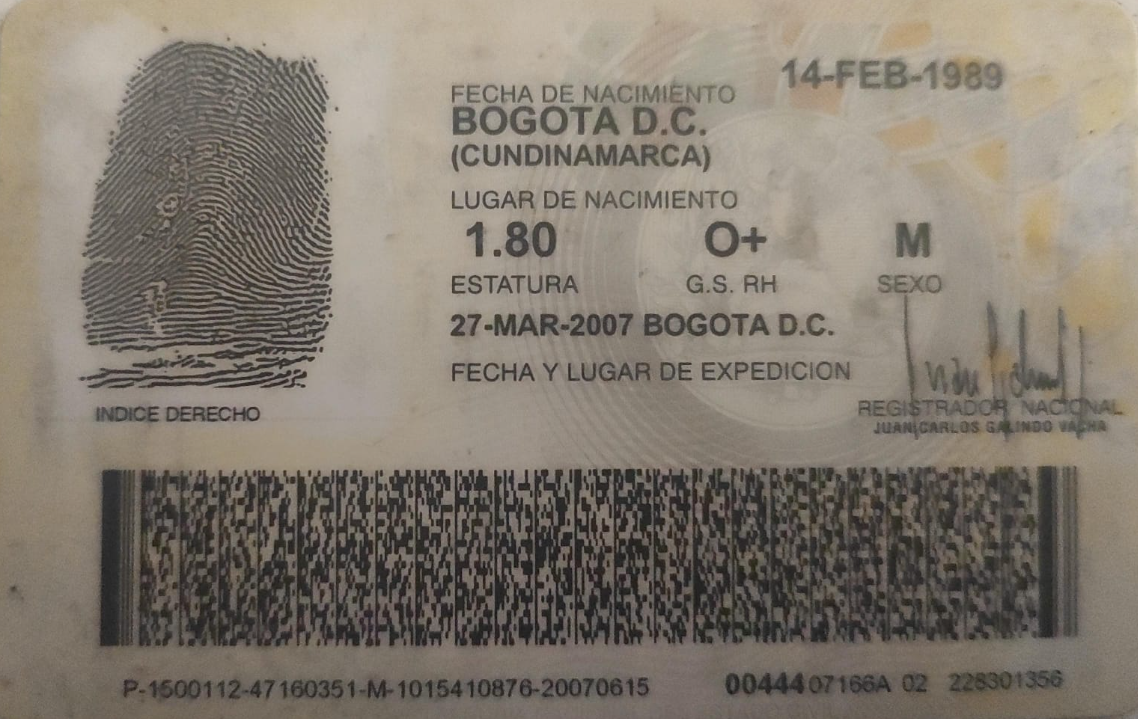 14-FEB-1989
FECHA DE NACIMIENTO
BOGOTA D.C.
(CUNDINAMARCA)
LUGAR DE NACIMIENTO
1.80 O+ M
ESTATURA G.S. RH SEXO
27-MAR-2007 BOGOTA D.C.
FECHA Y LUGAR DE EXPEDICION
INDICE DERECHO
REGISTRADOR NACIONAL
JUAN CARLOS GALINDO VACHA
P-1500112-47160351-M-1015410876-20070615
0044407166A 02 228301356